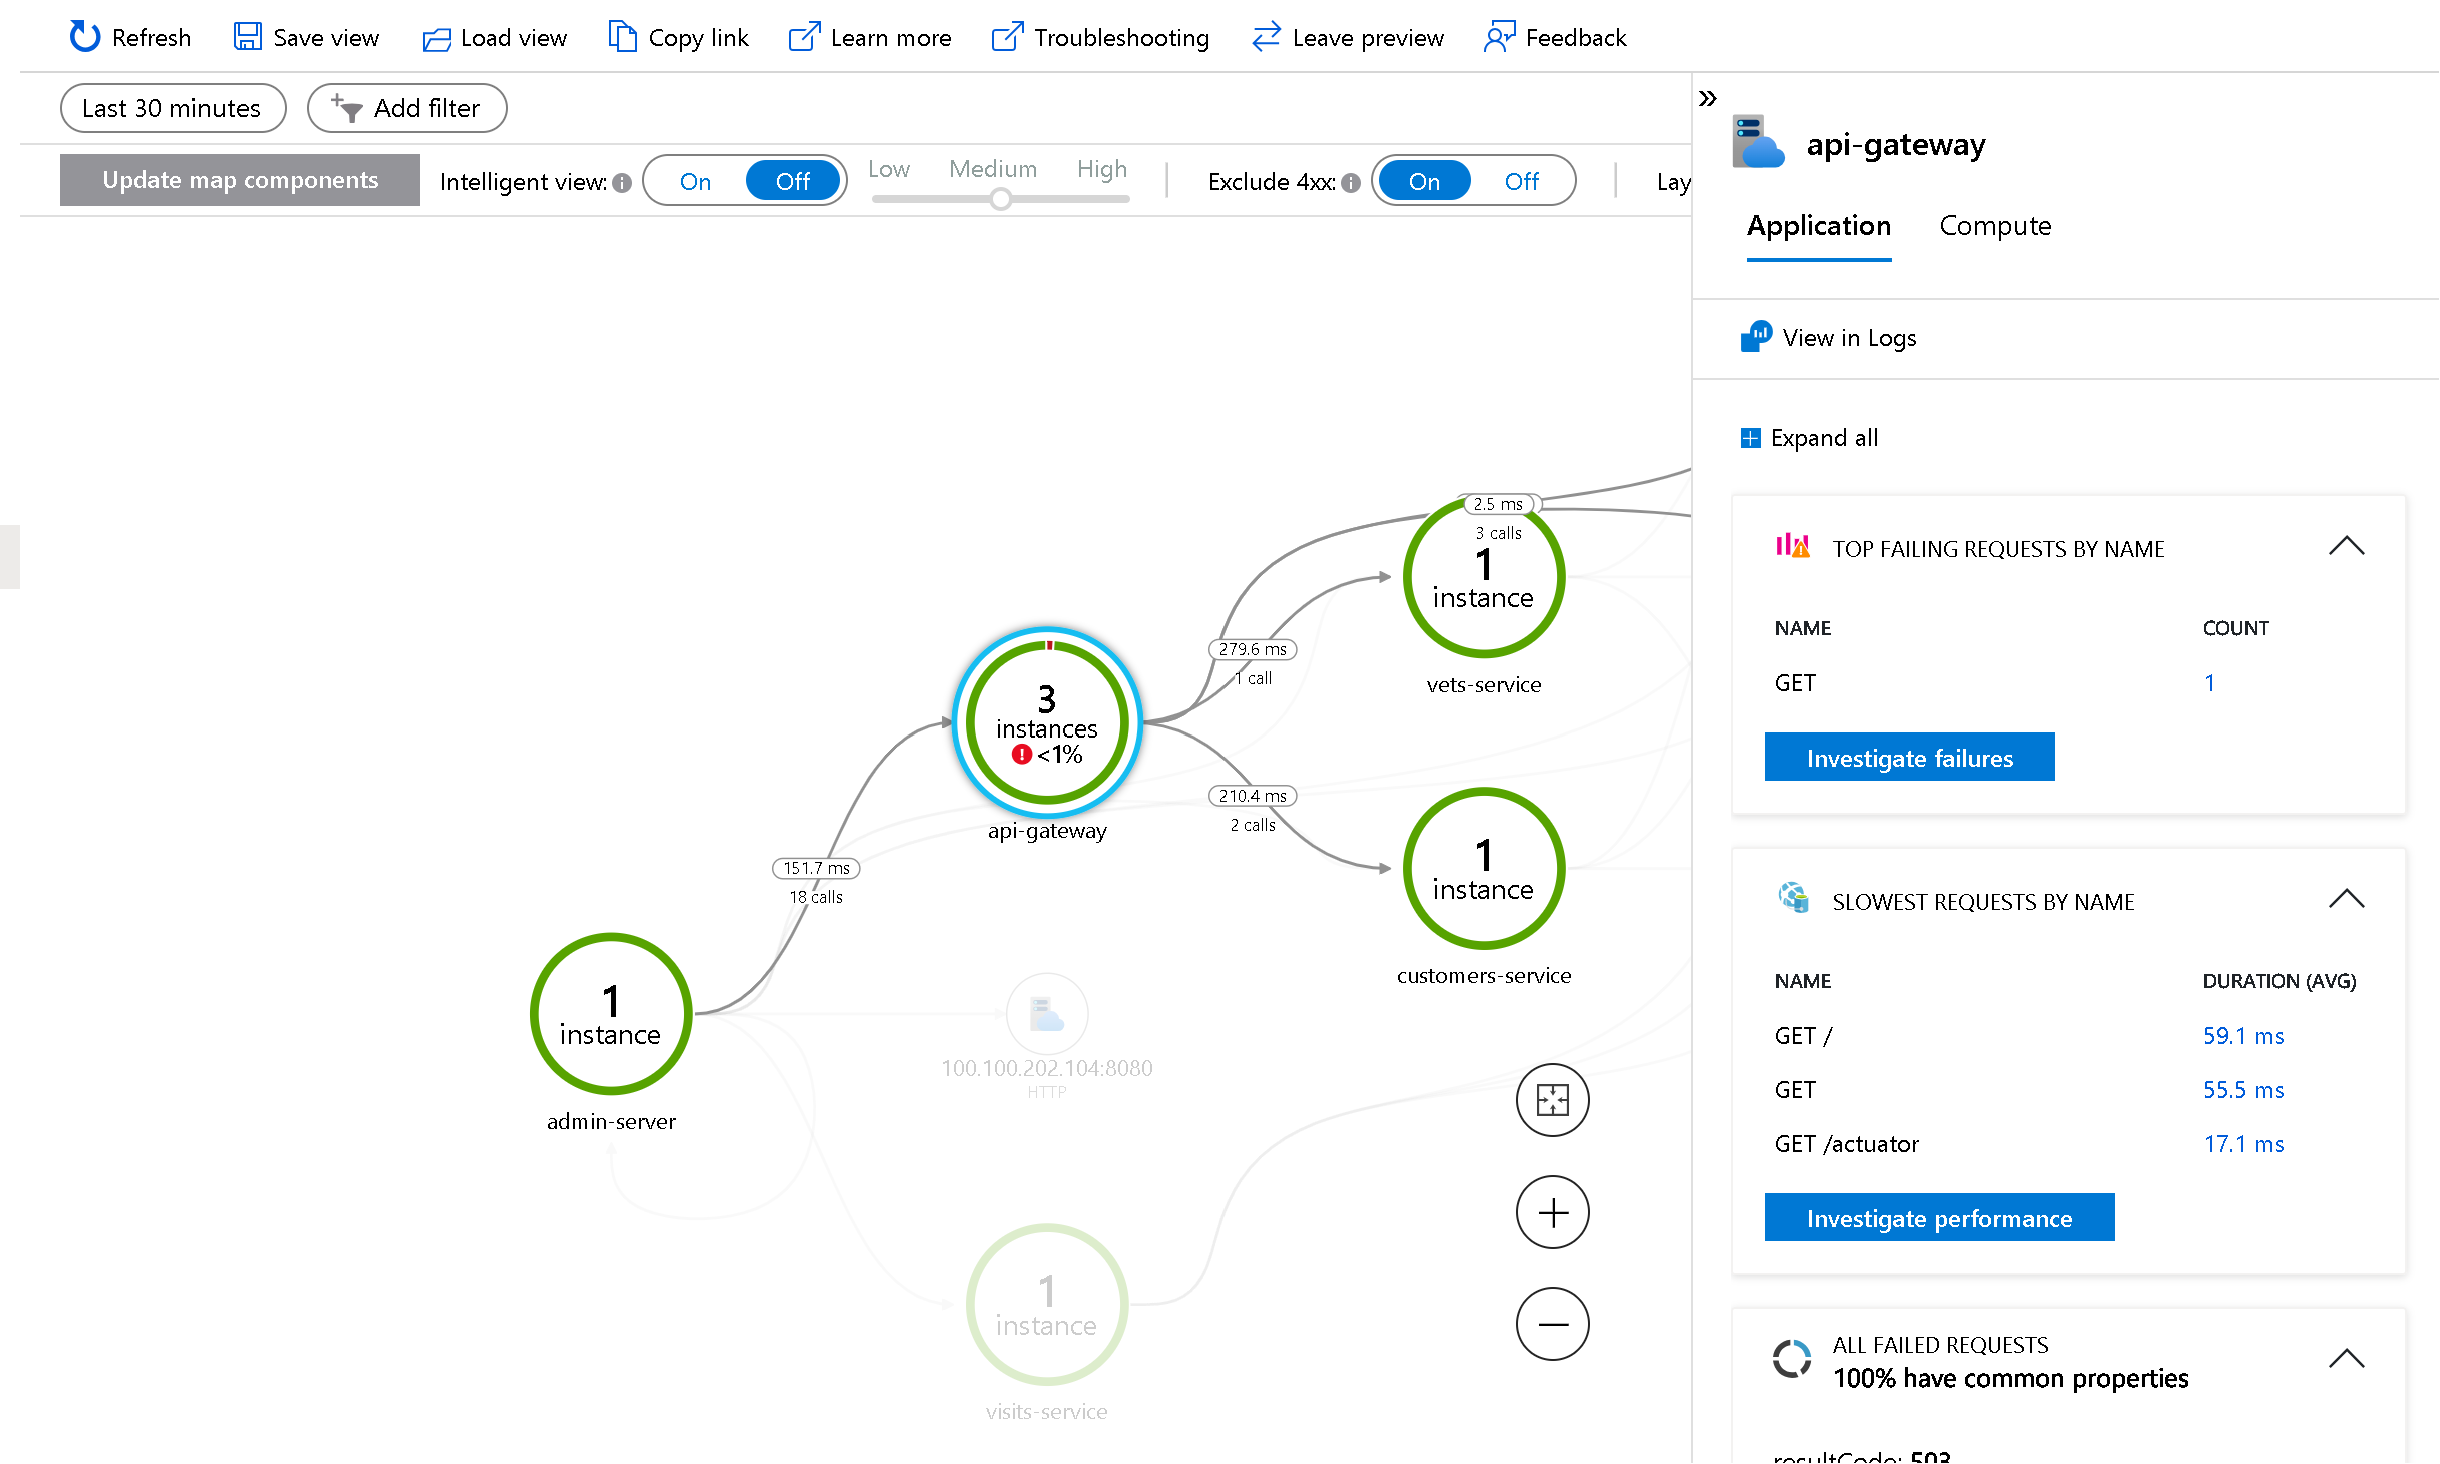 Refresh
Save view
Load view
Copy link
Learn more
Troubleshooting
Leave preview
Feedback
Last 30 minutes
Add filter
Update map components
Intelligent view:
On
Off
Low
Medium
High
Exclude 4xx:
On
Off
Lay
2.5 ms
3 calls
1
instance
vets-service
279.6 ms
1 call
3
instances
<1%
api-gateway
210.4 ms
2 calls
1
instance
customers-service
151.7 ms
18 calls
1
instance
admin-server
100.100.202.104:8080
HTTP
1
instance
visits-service
api-gateway
Application
Compute
View in Logs
Expand all
TOP FAILING REQUESTS BY NAME
NAME COUNT
GET 1
Investigate failures
SLOWEST REQUESTS BY NAME
NAME DURATION (AVG)
GET / 59.1 ms
GET 55.5 ms
GET /actuator 17.1 ms
Investigate performance
ALL FAILED REQUESTS
100% have common properties
resultCode: 503